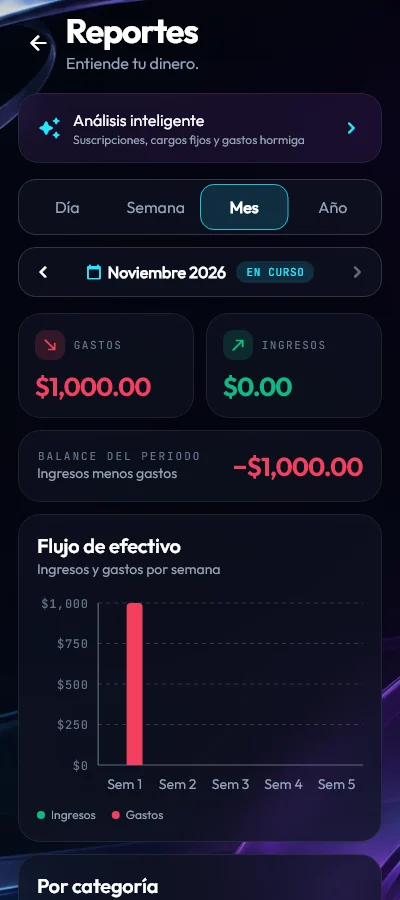 Reportes
Entiende tu dinero.
Análisis inteligente
Suscripciones, cargos fijos y gastos hormiga
Día Semana Mes Año
Noviembre 2026 EN CURSO
GASTOS
$1,000.00
INGRESOS
$0.00
BALANCE DEL PERIODO
Ingresos menos gastos
−$1,000.00
Flujo de efectivo
Ingresos y gastos por semana
$1,000
$750
$500
$250
$0
Sem 1 Sem 2 Sem 3 Sem 4 Sem 5
Ingresos Gastos
Por categoría